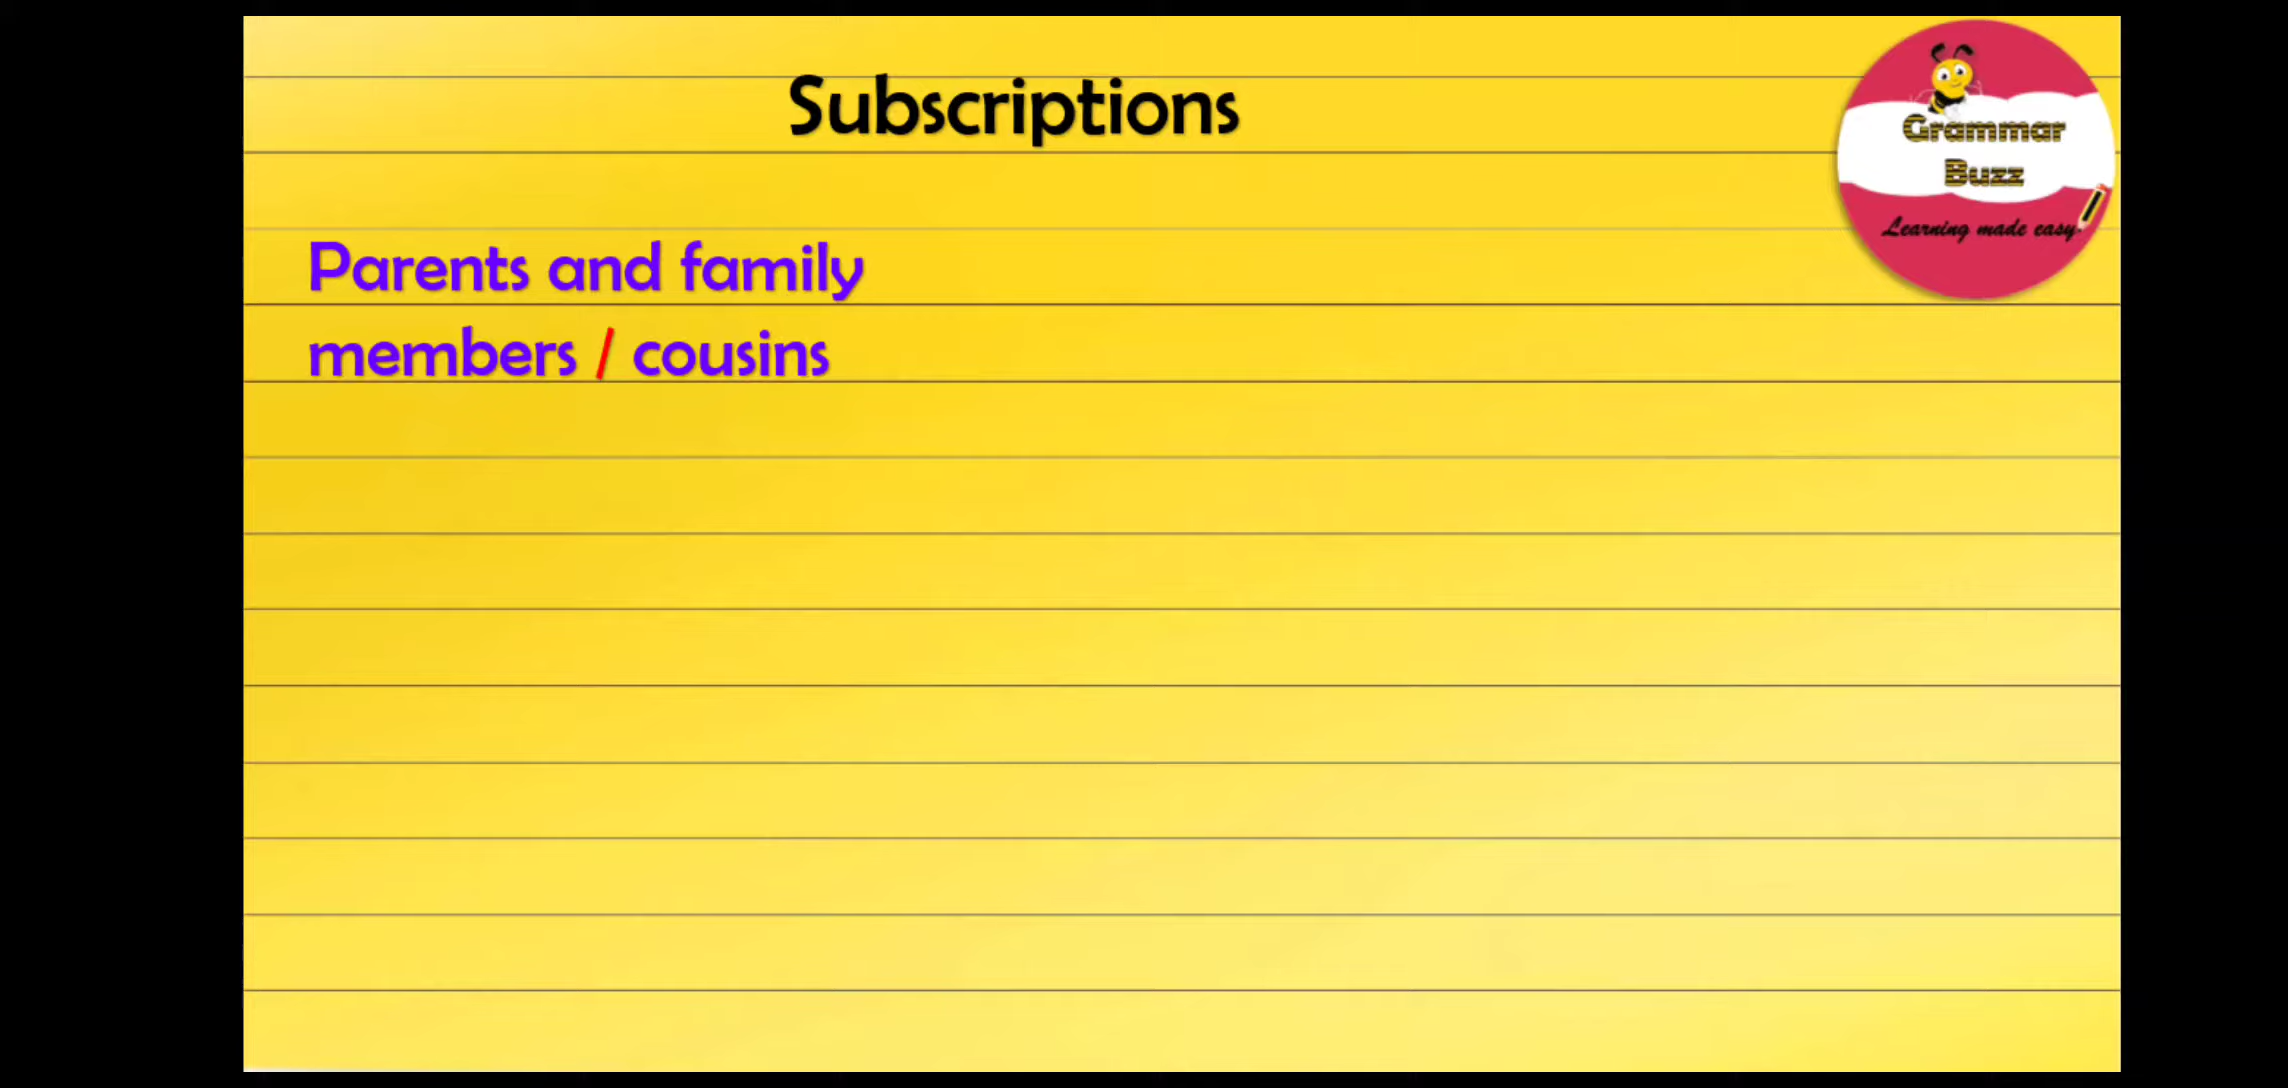 Subscriptions
Grammar
Buzz
Learning made easy
Parents and family
members / cousins